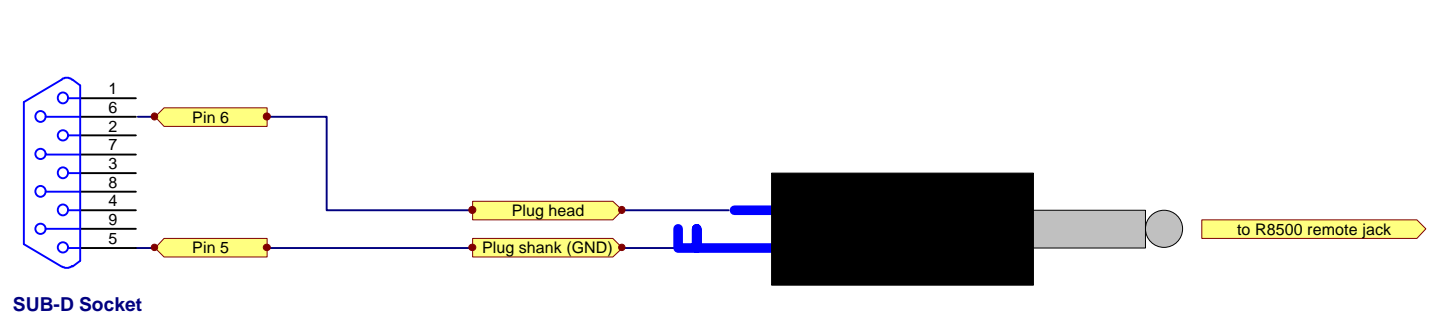 1
6
Pin 6
2
7
3
8
4
Plug head
9
to R8500 remote jack
5
Pin 5
Plug shank (GND)
SUB-D Socket